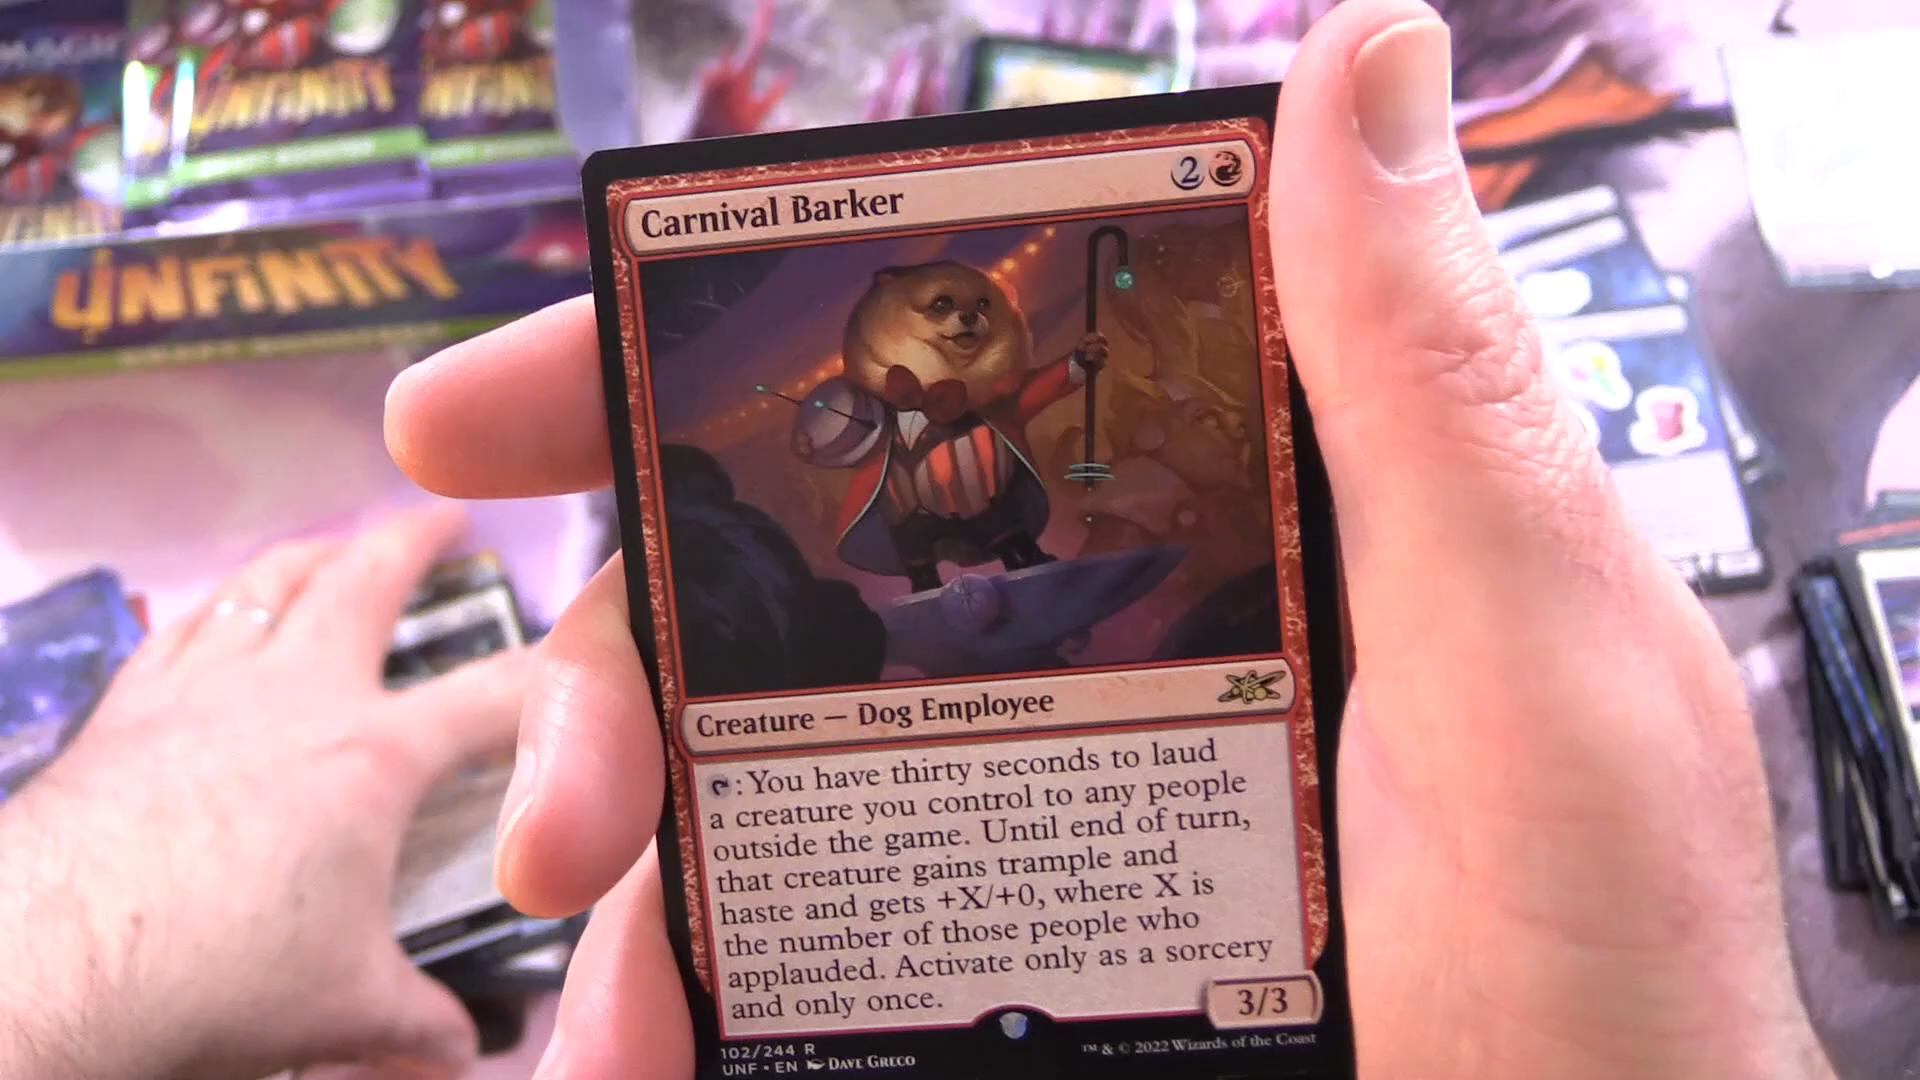 UNFINITY
UNFINITY
Carnival Barker
2
Creature — Dog Employee
: You have thirty seconds to laud
a creature you control to any people
outside the game. Until end of turn,
that creature gains trample and
haste and gets +X/+0, where X is
the number of those people who
applauded. Activate only as a sorcery
and only once.
3/3
102/244 R
UNF • EN DAVE GRECO
™ & © 2022 Wizards of the Coast